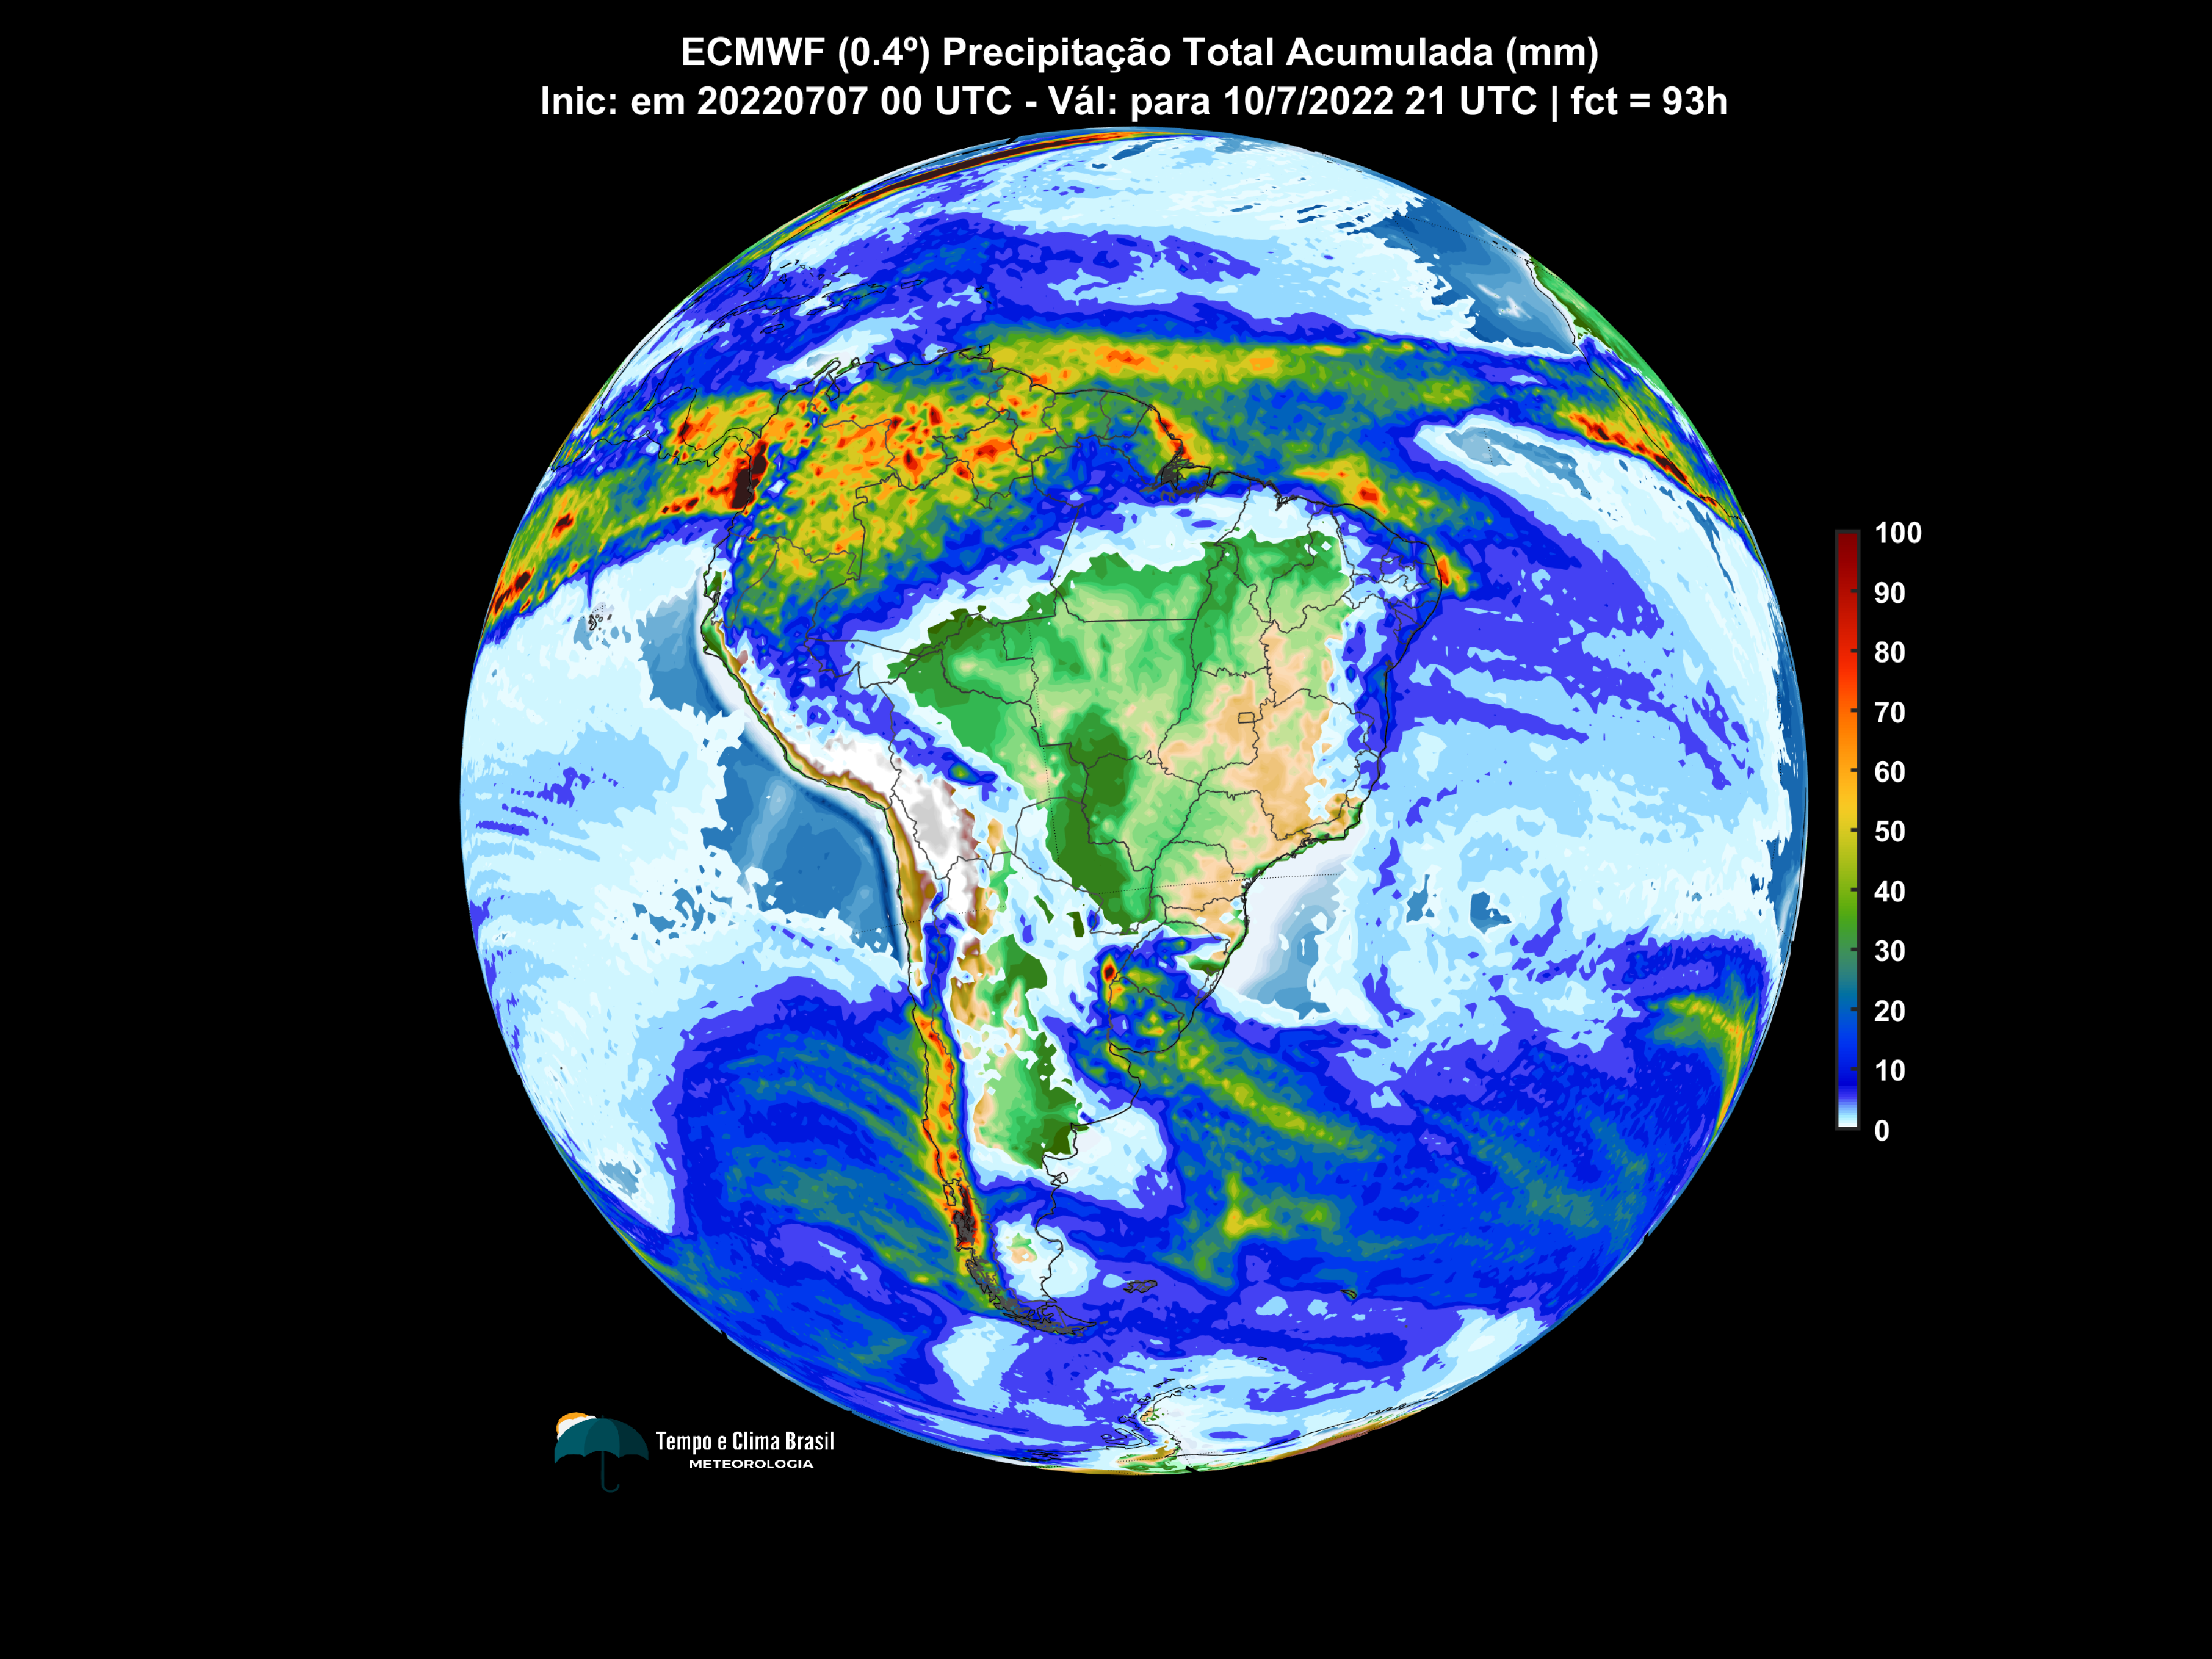 ECMWF (0.4º) Precipitação Total Acumulada (mm)
Inic: em 20220707 00 UTC - Vál: para 10/7/2022 21 UTC | fct = 93h
100
90
80
70
60
50
40
30
20
10
0
Tempo e Clima Brasil
METEOROLOGIA